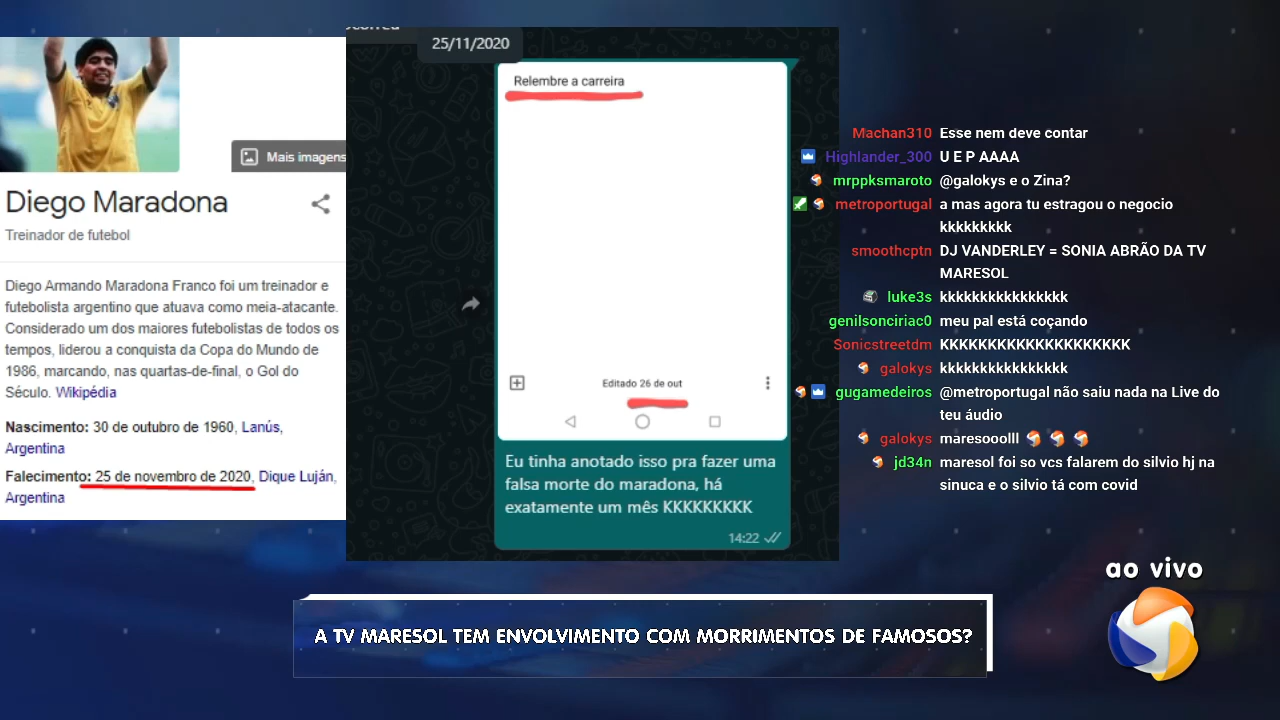 Mais imagens
Diego Maradona
Treinador de futebol
Diego Armando Maradona Franco foi um treinador e
futebolista argentino que atuava como meia-atacante.
Considerado um dos maiores futebolistas de todos os
tempos, liderou a conquista da Copa do Mundo de
1986, marcando, nas quartas-de-final, o Gol do
Século. Wikipédia
Nascimento: 30 de outubro de 1960, Lanús,
Argentina
Falecimento: 25 de novembro de 2020, Dique Luján,
Argentina
25/11/2020
Relembre a carreira
Editado 26 de out
Eu tinha anotado isso pra fazer uma
falsa morte do maradona, há
exatamente um mês KKKKKKKKK
14:22
Machan310 Esse nem deve contar
Highlander_300 U E P AAAA
mrppksmaroto @galokys e o Zina?
metroportugal a mas agora tu estragou o negocio
kkkkkkkkk
smoothcptn DJ VANDERLEY = SONIA ABRÃO DA TV
MARESOL
luke3s kkkkkkkkkkkkkkkk
genilsonciriac0 meu pal está coçando
Sonicstreetdm KKKKKKKKKKKKKKKKKKKK
galokys kkkkkkkkkkkkkkkk
gugamedeiros @metroportugal não saiu nada na Live do
teu áudio
galokys maresooolll
jd34n maresol foi so vcs falarem do silvio hj na
sinuca e o silvio tá com covid
ao vivo
A TV MARESOL TEM ENVOLVIMENTO COM MORRIMENTOS DE FAMOSOS?